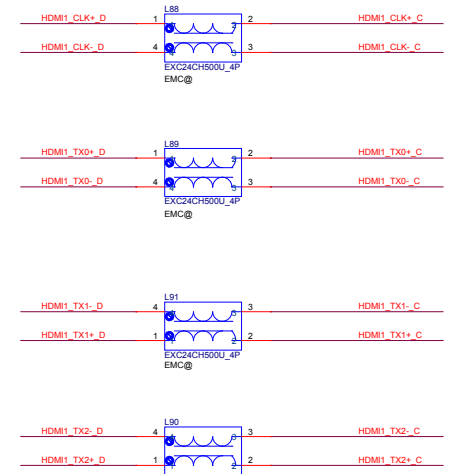 L88
HDMI1_CLK+_D 1 2 HDMI1_CLK+_C
HDMI1_CLK-_D 4 3 HDMI1_CLK-_C
EXC24CH500U_4P
EMC@
L89
HDMI1_TX0+_D 1 2 HDMI1_TX0+_C
HDMI1_TX0-_D 4 3 HDMI1_TX0-_C
EXC24CH500U_4P
EMC@
L91
HDMI1_TX1-_D 4 3 HDMI1_TX1-_C
HDMI1_TX1+_D 1 2 HDMI1_TX1+_C
EXC24CH500U_4P
EMC@
L90
HDMI1_TX2-_D 4 3 HDMI1_TX2-_C
HDMI1_TX2+_D 1 2 HDMI1_TX2+_C